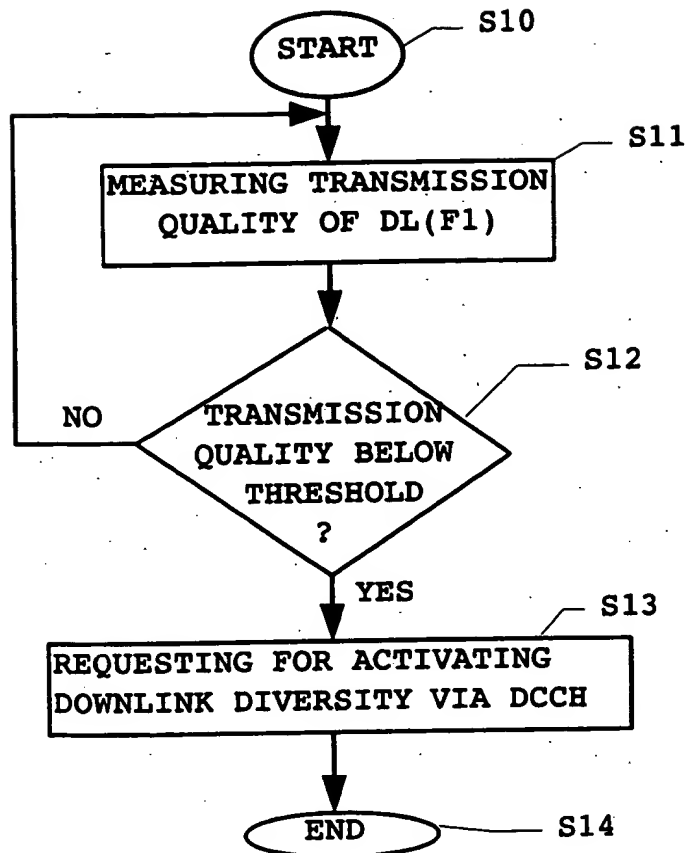 START
S10
S11
MEASURING TRANSMISSION
QUALITY OF DL(F1)
S12
NO
TRANSMISSION
QUALITY BELOW
THRESHOLD
?
YES
S13
REQUESTING FOR ACTIVATING
DOWNLINK DIVERSITY VIA DCCH
END
S14